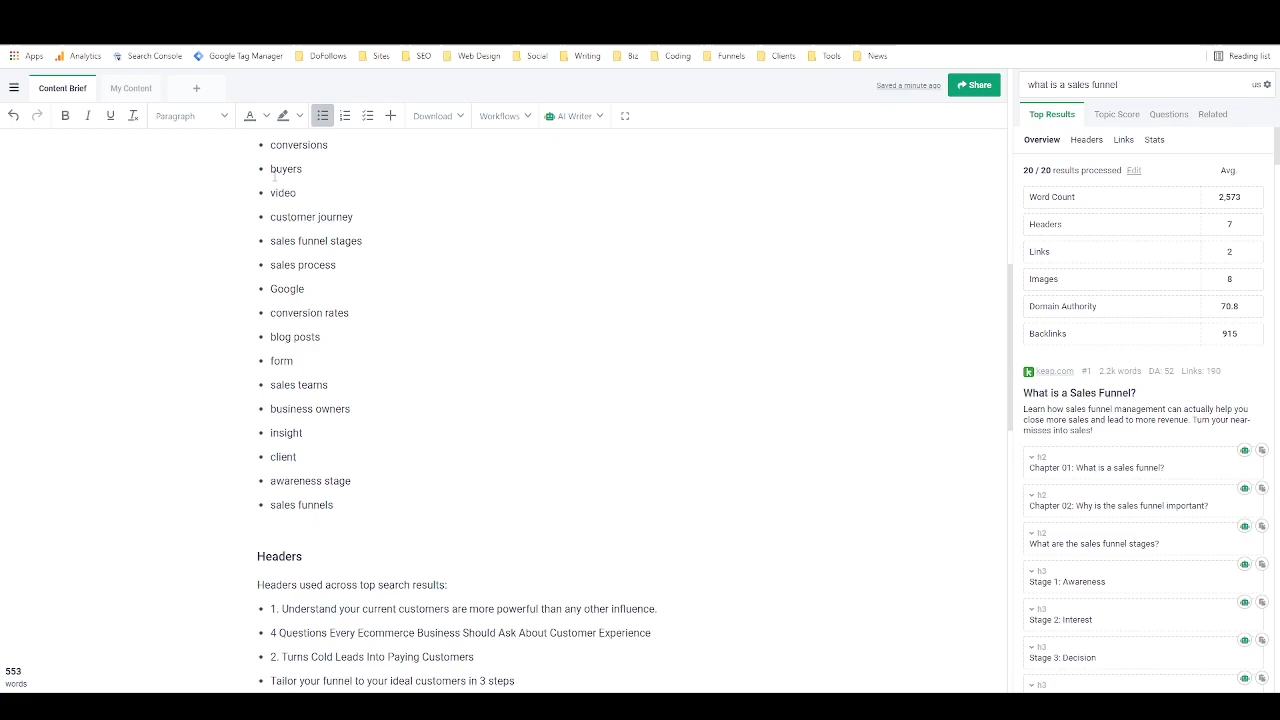 Apps
Analytics
Search Console
Google Tag Manager
DoFollows
Sites
SEO
Web Design
Social
Writing
Biz
Coding
Funnels
Clients
Tools
News
Reading list
Content Brief
My Content
+
Saved a minute ago
Share
what is a sales funnel
us
B I U
Paragraph
A
Download
Workflows
AI Writer
Top Results
Topic Score
Questions
Related
Overview
Headers
Links
Stats
• conversions
• buyers
• video
• customer journey
• sales funnel stages
• sales process
• Google
• conversion rates
• blog posts
• form
• sales teams
• business owners
• insight
• client
• awareness stage
• sales funnels
Headers
Headers used across top search results:
• 1. Understand your current customers are more powerful than any other influence.
• 4 Questions Every Ecommerce Business Should Ask About Customer Experience
• 2. Turns Cold Leads Into Paying Customers
• Tailor your funnel to your ideal customers in 3 steps
553
words
20 / 20 results processed Edit Avg.
Word Count 2,573
Headers 7
Links 2
Images 8
Domain Authority 70.8
Backlinks 915
keap.com #1 2.2k words DA: 52 Links: 190
What is a Sales Funnel?
Learn how sales funnel management can actually help you
close more sales and lead to more revenue. Turn your near-
misses into sales!
h2
Chapter 01: What is a sales funnel?
h2
Chapter 02: Why is the sales funnel important?
h2
What are the sales funnel stages?
h3
Stage 1: Awareness
h3
Stage 2: Interest
h3
Stage 3: Decision
h3